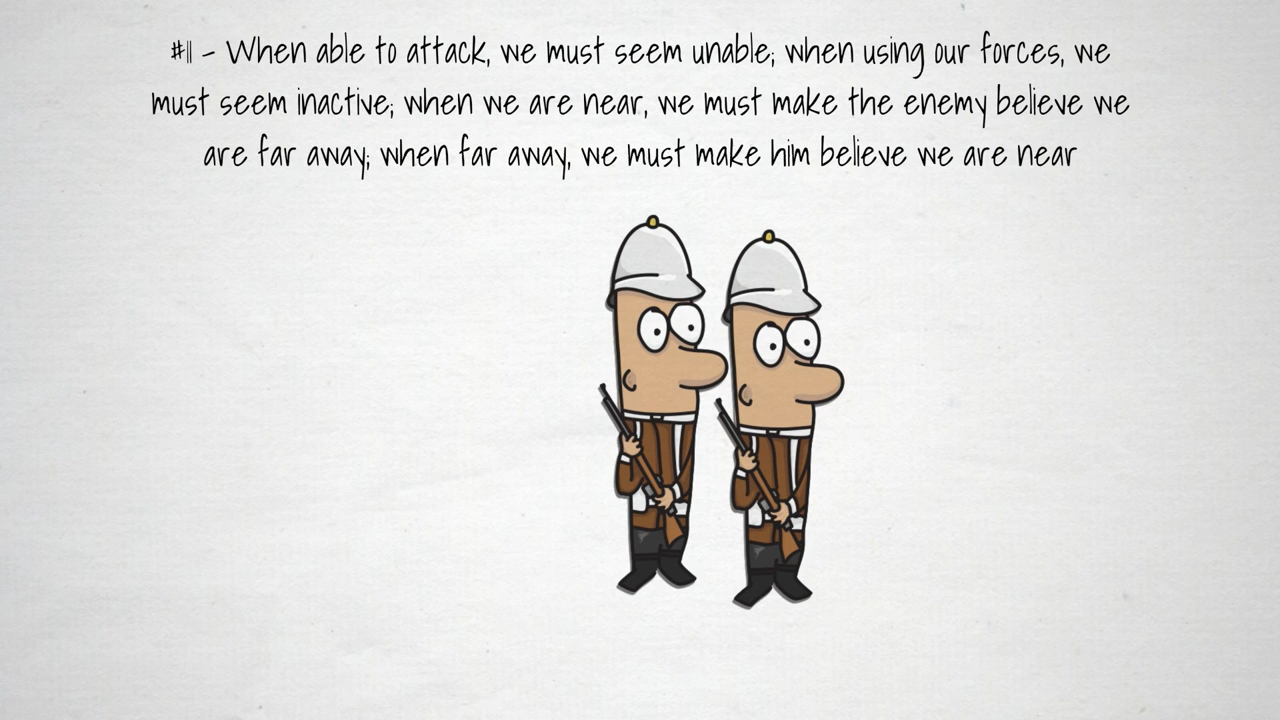 #11 - When able to attack, we must seem unable; when using our forces, we
must seem inactive; when we are near, we must make the enemy believe we
are far away; when far away, we must make him believe we are near